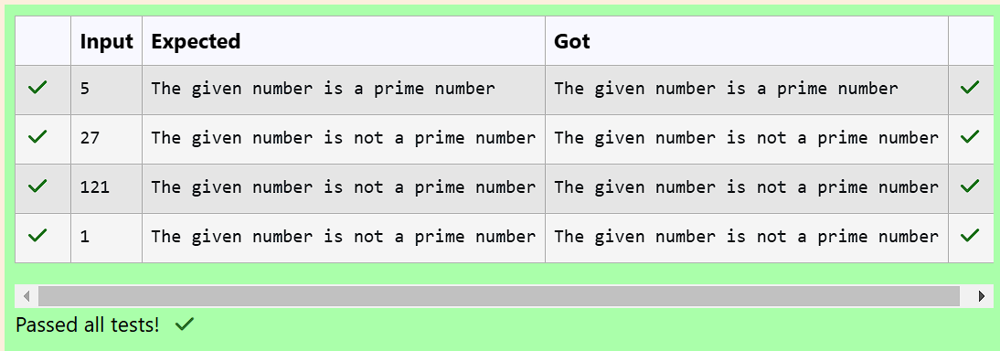 Input Expected Got
5 The given number is a prime number The given number is a prime number
27 The given number is not a prime number The given number is not a prime number
121 The given number is not a prime number The given number is not a prime number
1 The given number is not a prime number The given number is not a prime number
Passed all tests!